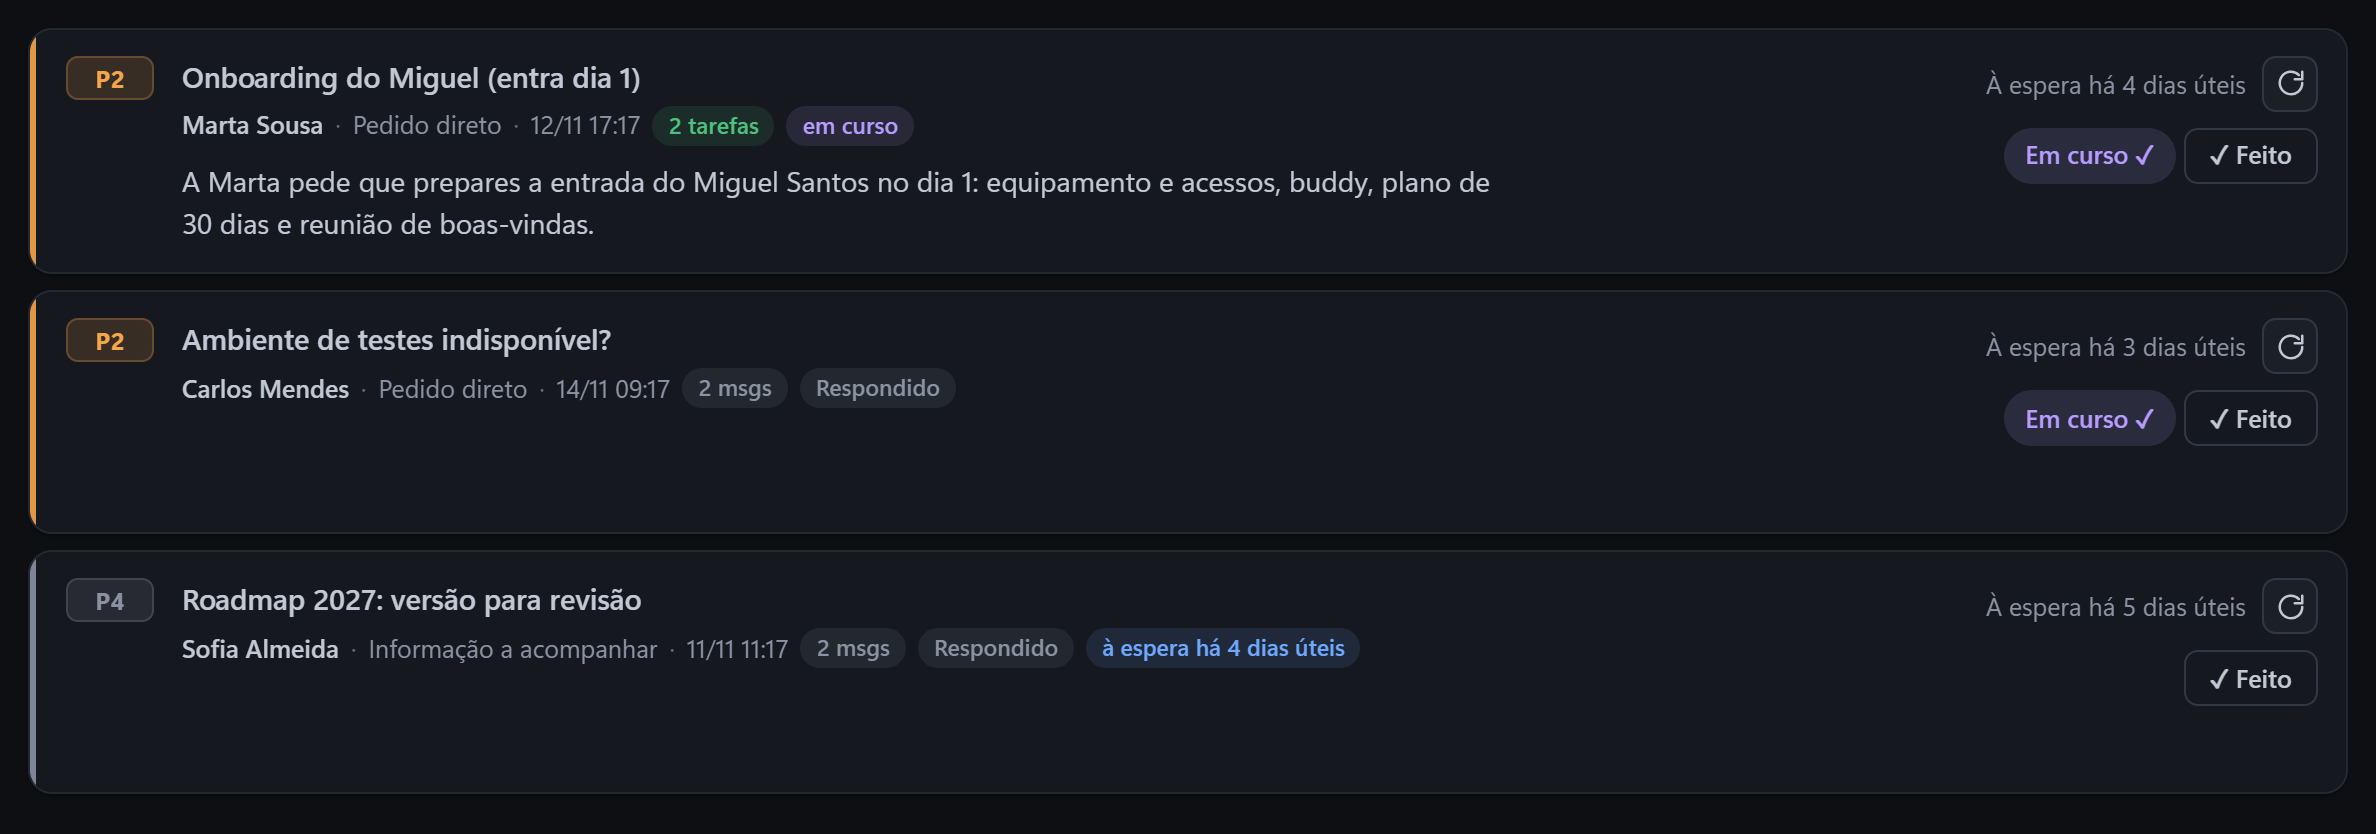 P2 Onboarding do Miguel (entra dia 1) À espera há 4 dias úteis
Marta Sousa · Pedido direto · 12/11 17:17 2 tarefas em curso
Em curso ✓ ✓ Feito
A Marta pede que prepares a entrada do Miguel Santos no dia 1: equipamento e acessos, buddy, plano de
30 dias e reunião de boas-vindas.
P2 Ambiente de testes indisponível? À espera há 3 dias úteis
Carlos Mendes · Pedido direto · 14/11 09:17 2 msgs Respondido
Em curso ✓ ✓ Feito
P4 Roadmap 2027: versão para revisão À espera há 5 dias úteis
Sofia Almeida · Informação a acompanhar · 11/11 11:17 2 msgs Respondido à espera há 4 dias úteis
✓ Feito